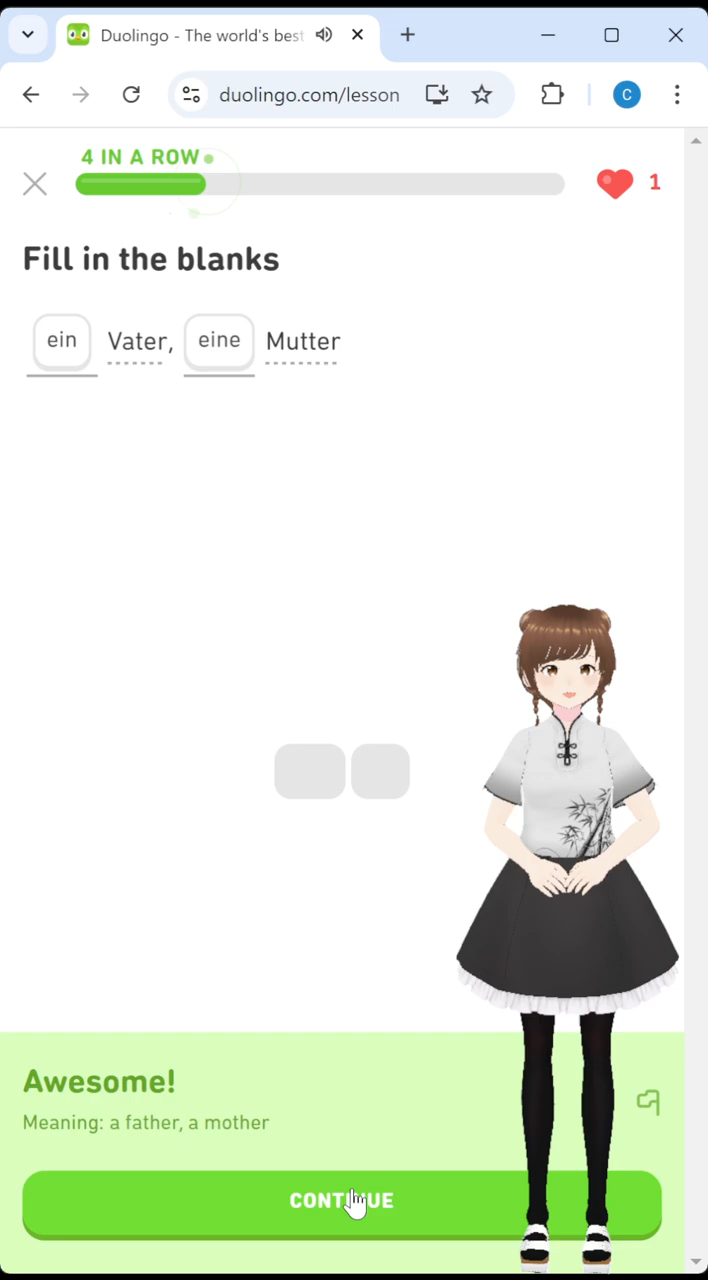 Duolingo - The world's best
duolingo.com/lesson
C
4 IN A ROW
1
Fill in the blanks
ein Vater, eine Mutter
Awesome!
Meaning: a father, a mother
CONTINUE